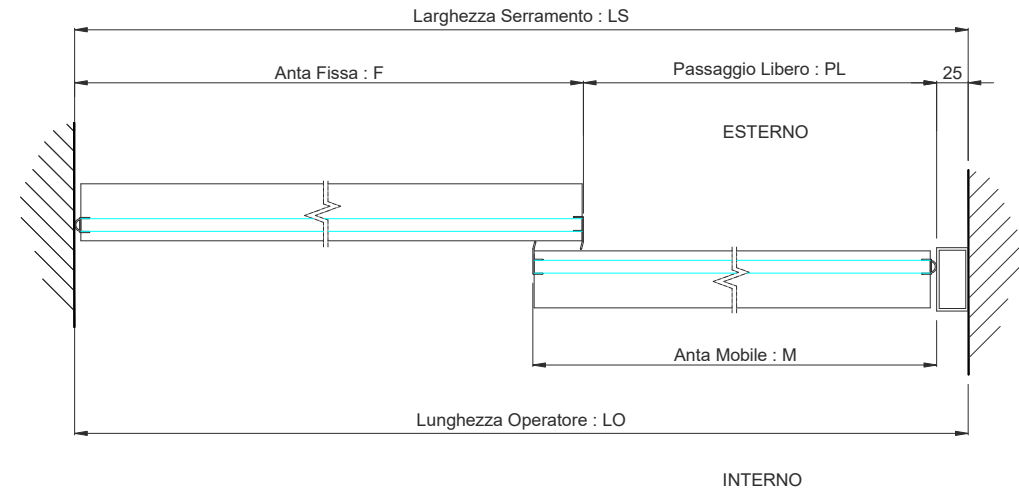 Larghezza Serramento : LS
Anta Fissa : F
Passaggio Libero : PL
25
ESTERNO
Anta Mobile : M
Lunghezza Operatore : LO
INTERNO